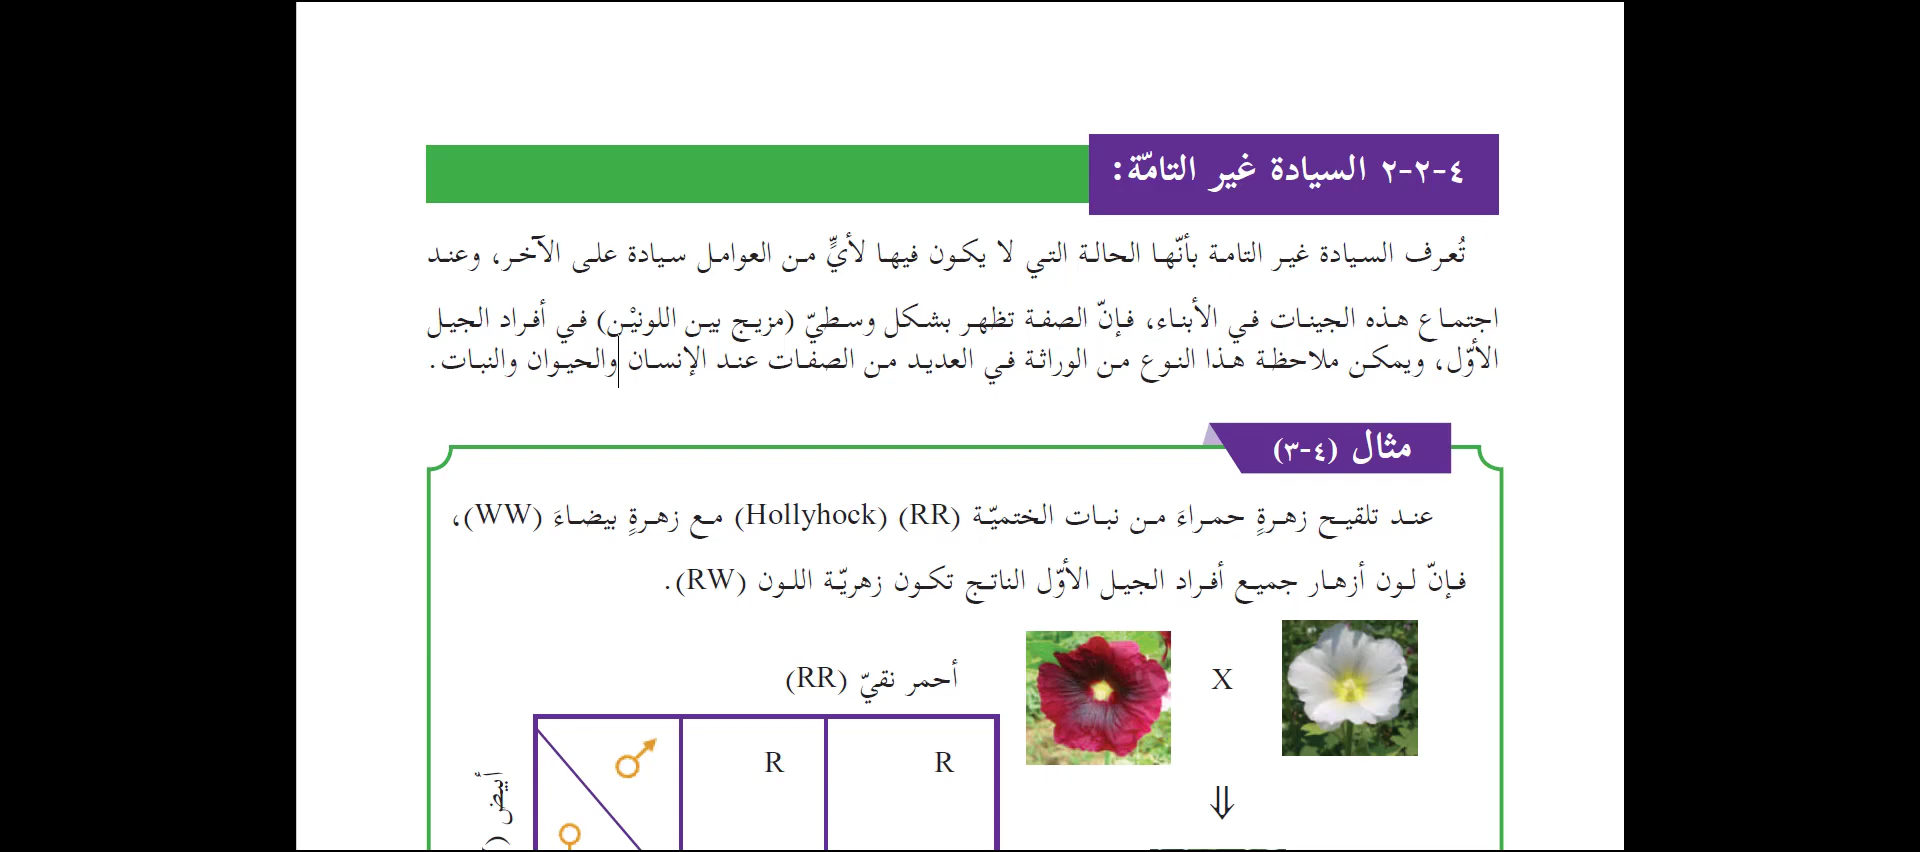 ٤-٢-٢ السيادة غير التامّة:
تُعرف السيادة غير التامة بأنّها الحالة التي لا يكون فيها لأيٍّ من العوامل سيادة على الآخر، وعند
اجتماع هذه الجينات في الأبناء، فإنّ الصفة تظهر بشكل وسطيّ (مزيج بين اللونيْن) في أفراد الجيل
الأوّل، ويمكن ملاحظة هذا النوع من الوراثة في العديد من الصفات عند الإنسان والحيوان والنبات.
مثال (٤-٣)
عند تلقيح زهرةٍ حمراءَ من نبات الختميّة (RR) (Hollyhock) مع زهرةٍ بيضاءَ (WW)،
فإنّ لون أزهار جميع أفراد الجيل الأوّل الناتج تكون زهريّة اللون (RW).
X
أحمر نقيّ (RR)
R R
أبيض (